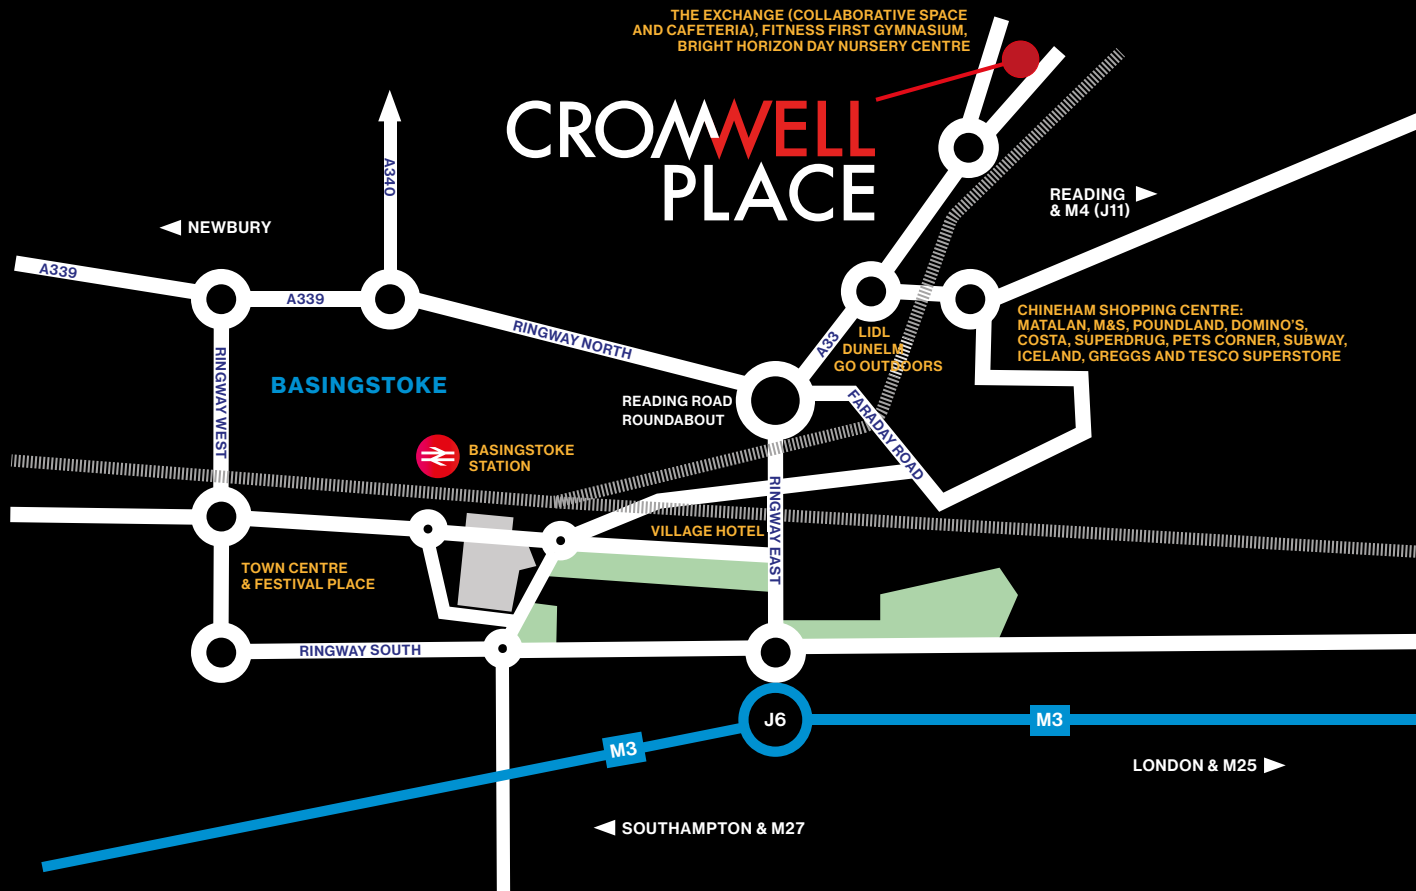 THE EXCHANGE (COLLABORATIVE SPACE
AND CAFETERIA), FITNESS FIRST GYMNASIUM,
BRIGHT HORIZON DAY NURSERY CENTRE
CROMWELL
PLACE
A340
READING
& M4 (J11)
NEWBURY
A339
A339
RINGWAY NORTH
CHINEHAM SHOPPING CENTRE:
MATALAN, M&S, POUNDLAND, DOMINO'S,
COSTA, SUPERDRUG, PETS CORNER, SUBWAY,
ICELAND, GREGGS AND TESCO SUPERSTORE
A33
LIDL
DUNELM
GO OUTDOORS
RINGWAY WEST
BASINGSTOKE
READING ROAD
ROUNDABOUT
FARADAY ROAD
BASINGSTOKE
STATION
RINGWAY EAST
VILLAGE HOTEL
TOWN CENTRE
& FESTIVAL PLACE
RINGWAY SOUTH
J6
M3
M3
LONDON & M25
SOUTHAMPTON & M27